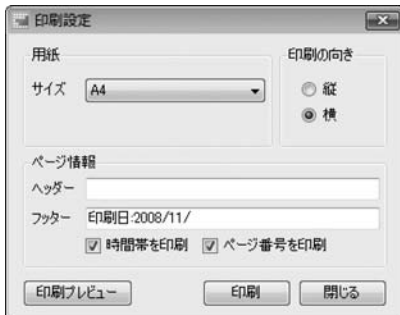 印刷設定
用紙
サイズ A4
印刷の向き
縦
横
ページ情報
ヘッダー
フッター 印刷日:2008/11/
時間帯を印刷 ページ番号を印刷
印刷プレビュー 印刷 閉じる